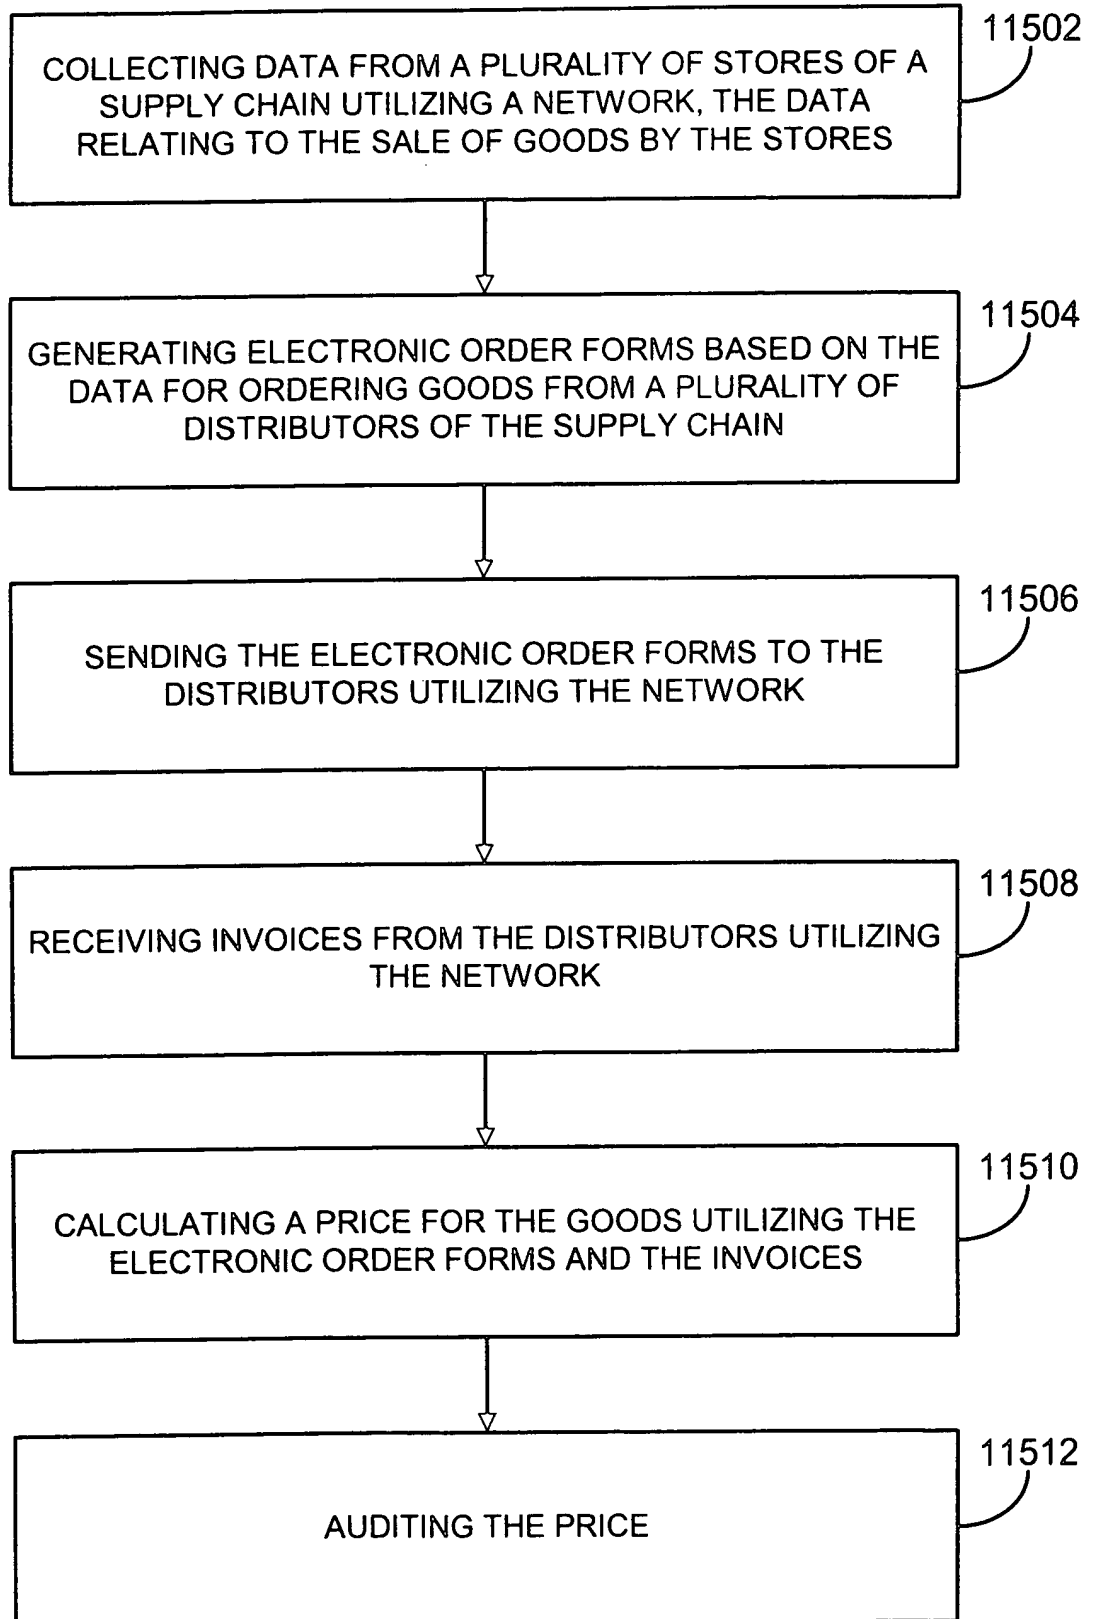 11502
COLLECTING DATA FROM A PLURALITY OF STORES OF A
SUPPLY CHAIN UTILIZING A NETWORK, THE DATA
RELATING TO THE SALE OF GOODS BY THE STORES
11504
GENERATING ELECTRONIC ORDER FORMS BASED ON THE
DATA FOR ORDERING GOODS FROM A PLURALITY OF
DISTRIBUTORS OF THE SUPPLY CHAIN
11506
SENDING THE ELECTRONIC ORDER FORMS TO THE
DISTRIBUTORS UTILIZING THE NETWORK
11508
RECEIVING INVOICES FROM THE DISTRIBUTORS UTILIZING
THE NETWORK
11510
CALCULATING A PRICE FOR THE GOODS UTILIZING THE
ELECTRONIC ORDER FORMS AND THE INVOICES
11512
AUDITING THE PRICE